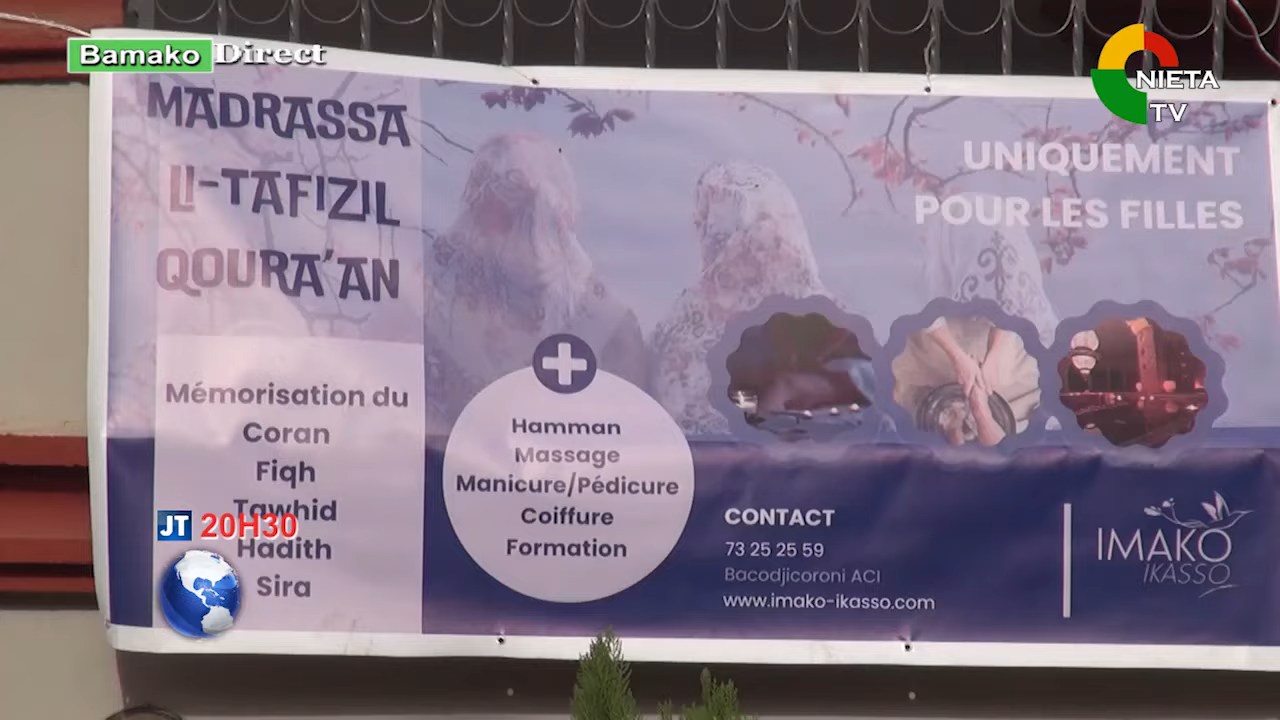 Bamako Direct
NIETA
TV
MADRASSA
LI-TAFIZIL
QOURA'AN
UNIQUEMENT
POUR LES FILLES
Mémorisation du
Coran
Fiqh
Tawhid
Hadith
Sira
Hamman
Massage
Manicure/Pédicure
Coiffure
Formation
CONTACT
73 25 25 59
Bacodjicoroni ACI
www.imako-ikasso.com
IMAKO
IKASSO
JT 20H30